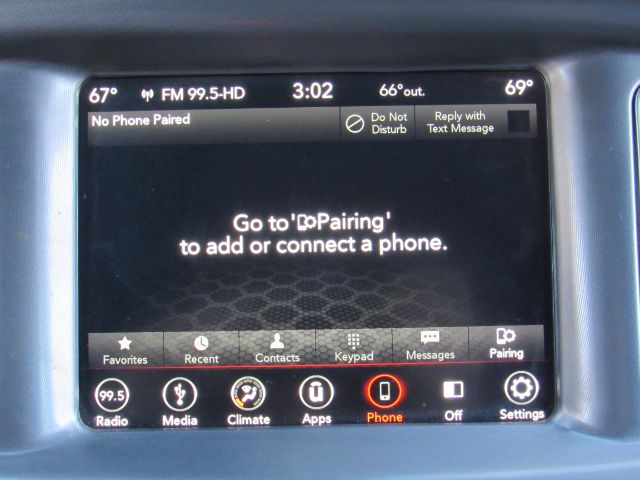 67° FM 99.5-HD 3:02 66°out. 69°
No Phone Paired
Do Not
Disturb
Reply with
Text Message
Go to 'Pairing'
to add or connect a phone.
Favorites Recent Contacts Keypad Messages Pairing
99.5
Radio Media Climate Apps Phone Off Settings